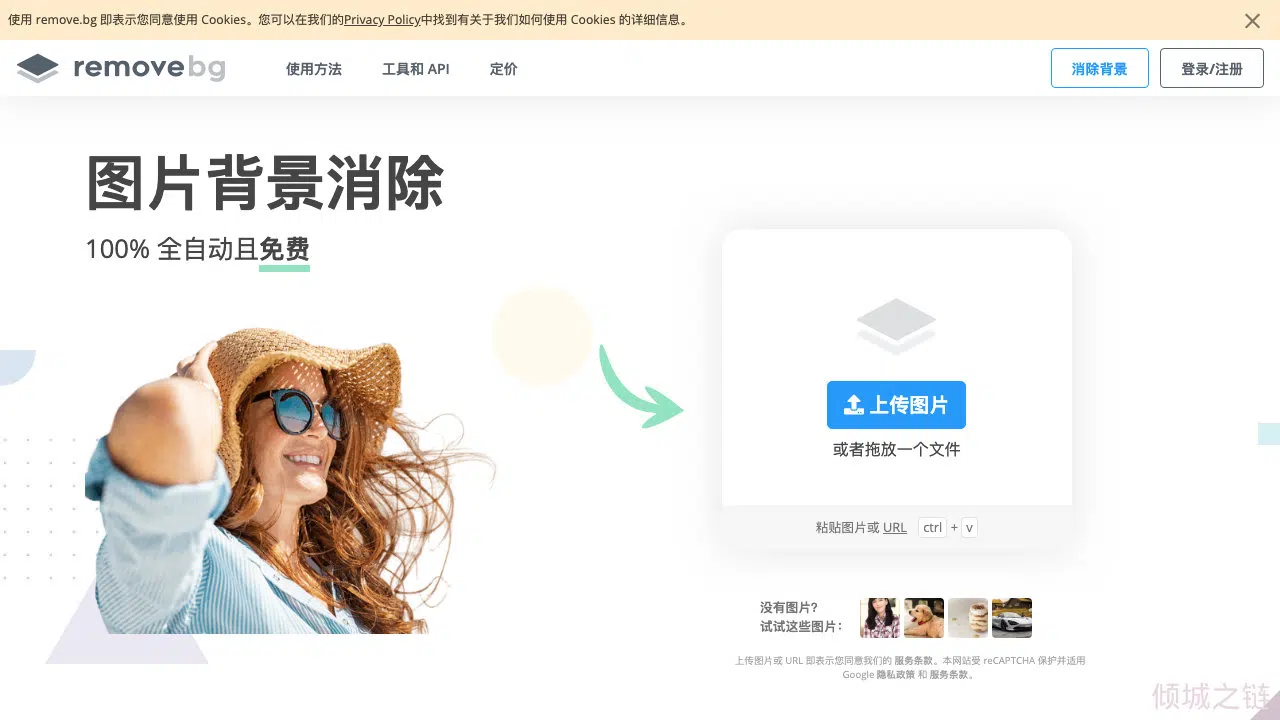 使用 remove.bg 即表示您同意使用 Cookies。您可以在我们的Privacy Policy中找到有关于我们如何使用 Cookies 的详细信息。
removebg
使用方法
工具和 API
定价
消除背景
登录/注册
图片背景消除
100% 全自动且免费
上传图片
或者拖放一个文件
粘贴图片或 URL ctrl + v
没有图片?
试试这些图片：
上传图片或 URL 即表示您同意我们的 服务条款。本网站受 reCAPTCHA 保护并适用
Google 隐私政策 和 服务条款。
倾城之链